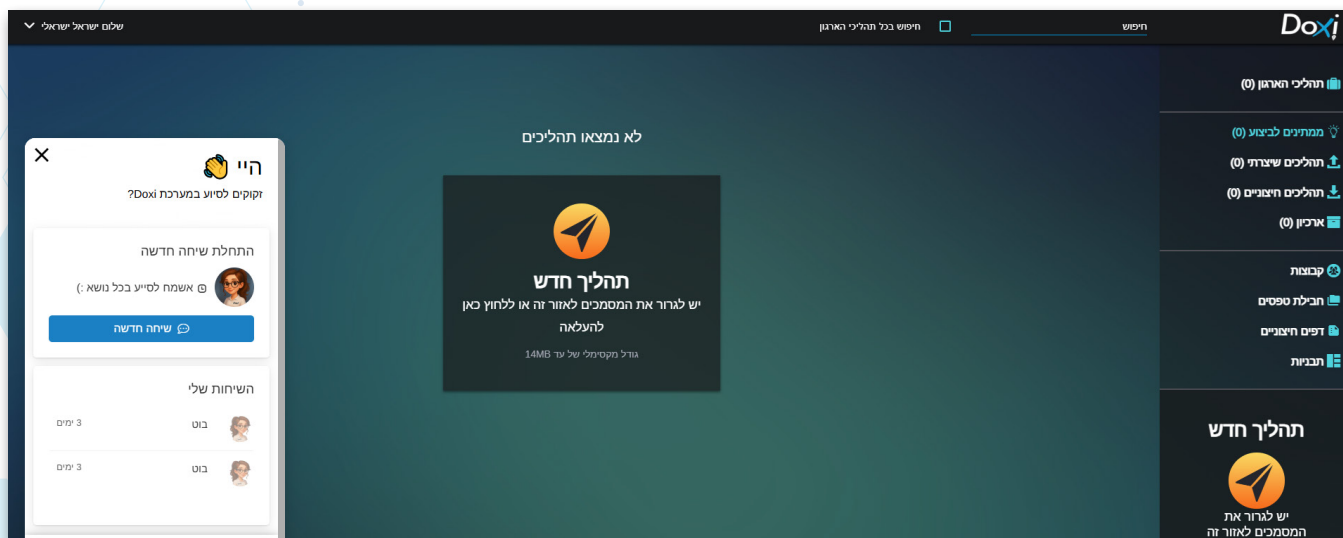 Doxi
חיפוש
חיפוש בכל תהליכי הארגון
שלום ישראל ישראלי
תהליכי הארגון (0)
ממתינים לביצוע (0)
תהליכים שיצרתי (0)
תהליכים חיצוניים (0)
ארכיון (0)
קבוצות
חבילת טפסים
דפים חיצוניים
תבניות
תהליך חדש
יש לגרור את
המסמכים לאזור זה
לא נמצאו תהליכים
תהליך חדש
יש לגרור את המסמכים לאזור זה או ללחוץ כאן
להעלאה
גודל מקסימלי של עד 14MB
היי 👋
זקוקים לסיוע במערכת Doxi?
התחלת שיחה חדשה
אשמח לסייע בכל נושא :)
שיחה חדשה
השיחות שלי
בוט
3 ימים
בוט
3 ימים